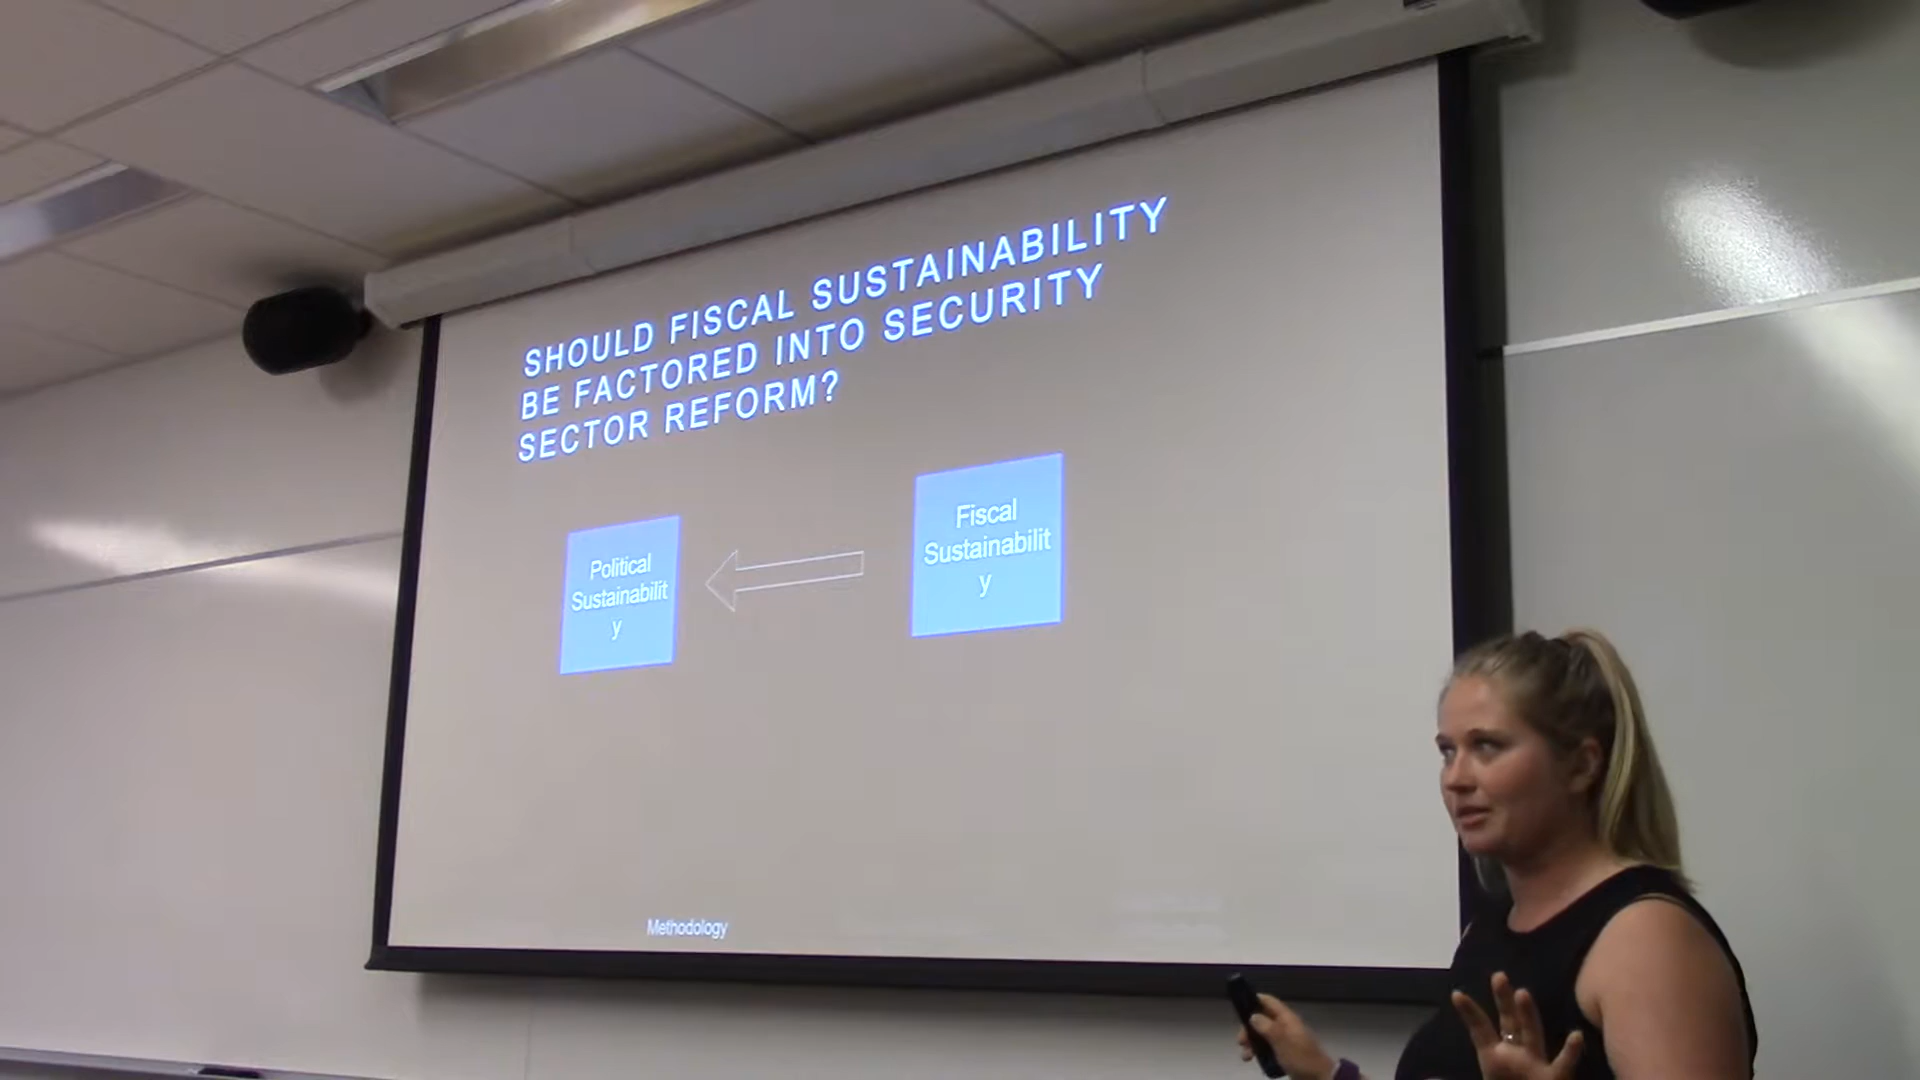 SHOULD FISCAL SUSTAINABILITY
BE FACTORED INTO SECURITY
SECTOR REFORM?
Political
Sustainabilit
y
Fiscal
Sustainabilit
y
Methodology